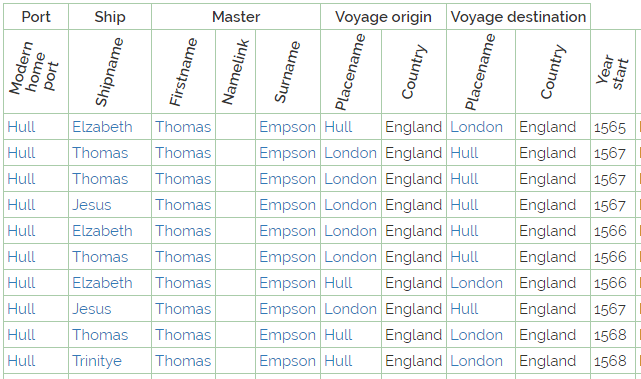 Port Ship Master Voyage origin Voyage destination
Modern home port Shipname Firstname Namelink Surname Placename Country Placename Country Year start
Hull Elzabeth Thomas Empson Hull England London England 1565
Hull Thomas Thomas Empson London England Hull England 1567
Hull Thomas Thomas Empson London England Hull England 1567
Hull Jesus Thomas Empson London England Hull England 1567
Hull Elzabeth Thomas Empson London England Hull England 1566
Hull Thomas Thomas Empson London England Hull England 1566
Hull Elzabeth Thomas Empson Hull England London England 1566
Hull Jesus Thomas Empson London England Hull England 1567
Hull Thomas Thomas Empson Hull England London England 1568
Hull Trinitye Thomas Empson Hull England London England 1568